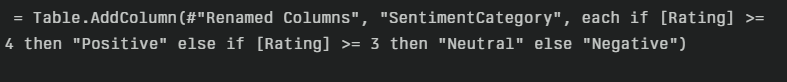 = Table.AddColumn(#"Renamed Columns", "SentimentCategory", each if [Rating] >=
4 then "Positive" else if [Rating] >= 3 then "Neutral" else "Negative")